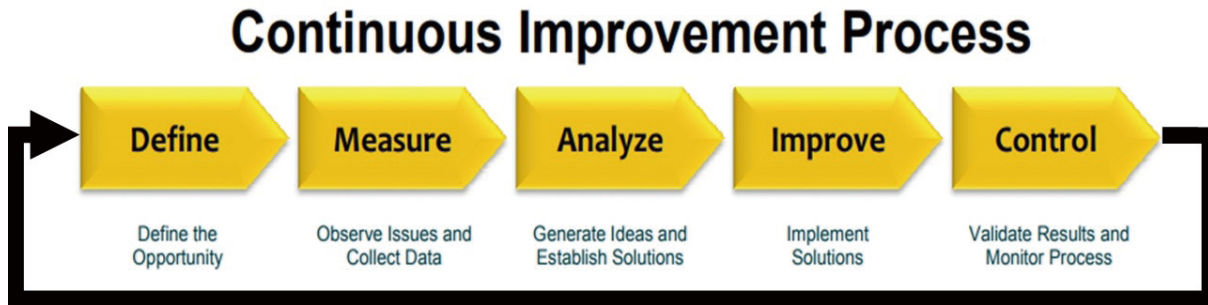 Continuous Improvement Process
Define
Measure
Analyze
Improve
Control
Define the
Opportunity
Observe Issues and
Collect Data
Generate Ideas and
Establish Solutions
Implement
Solutions
Validate Results and
Monitor Process